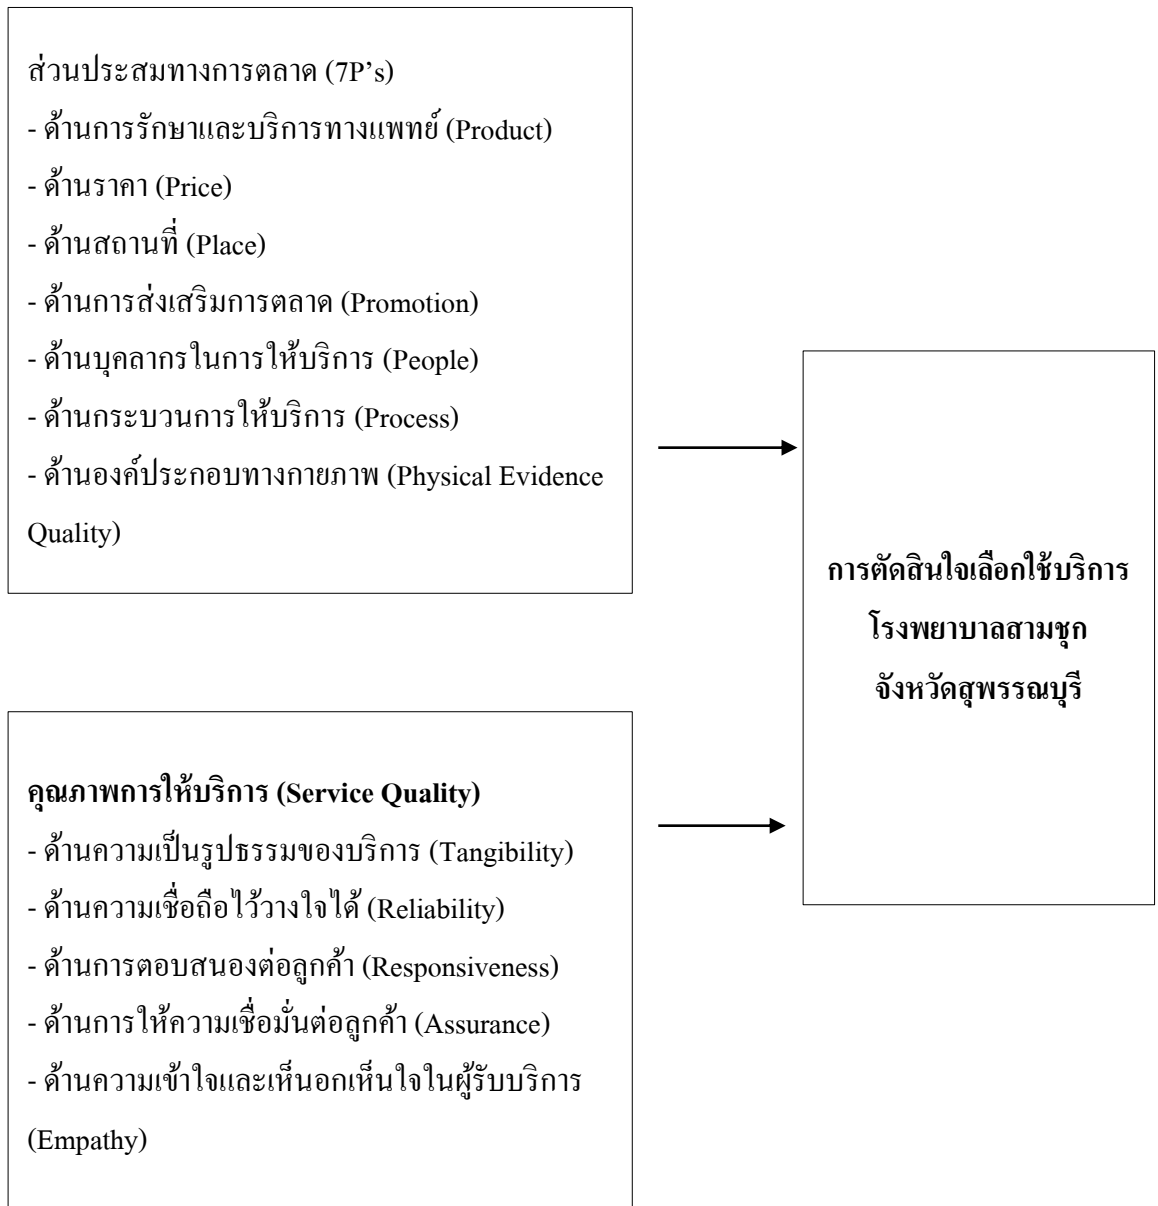 ส่วนประสมทางการตลาด (7P’s)
- ด้านการรักษาและบริการทางแพทย์ (Product)
- ด้านราคา (Price)
- ด้านสถานที่ (Place)
- ด้านการส่งเสริมการตลาด (Promotion)
- ด้านบุคลากรในการให้บริการ (People)
- ด้านกระบวนการให้บริการ (Process)
- ด้านองค์ประกอบทางกายภาพ (Physical Evidence
Quality)
การตัดสินใจเลือกใช้บริการ
โรงพยาบาลสามชุก
จังหวัดสุพรรณบุรี
คุณภาพการให้บริการ (Service Quality)
- ด้านความเป็นรูปธรรมของบริการ (Tangibility)
- ด้านความเชื่อถือไว้วางใจได้ (Reliability)
- ด้านการตอบสนองต่อลูกค้า (Responsiveness)
- ด้านการให้ความเชื่อมั่นต่อลูกค้า (Assurance)
- ด้านความเข้าใจและเห็นอกเห็นใจในผู้รับบริการ
(Empathy)